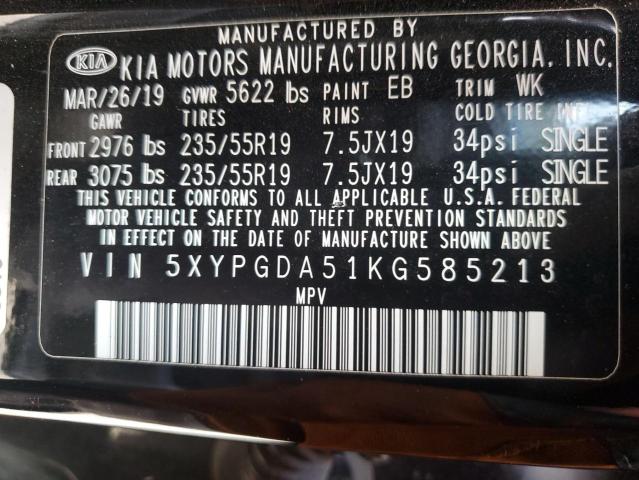 MANUFACTURED BY
KIA KIA MOTORS MANUFACTURING GEORGIA, INC.
MAR/26/19 GVWR 5622 lbs PAINT EB TRIM WK
GAWR TIRES RIMS COLD TIRE INF
FRONT 2976 lbs 235/55R19 7.5JX19 34psi SINGLE
REAR 3075 lbs 235/55R19 7.5JX19 34psi SINGLE
THIS VEHICLE CONFORMS TO ALL APPLICABLE U.S.A. FEDERAL
MOTOR VEHICLE SAFETY AND THEFT PREVENTION STANDARDS
IN EFFECT ON THE DATE OF MANUFACTURE SHOWN ABOVE
VIN 5XYPGDA51KG585213
MPV